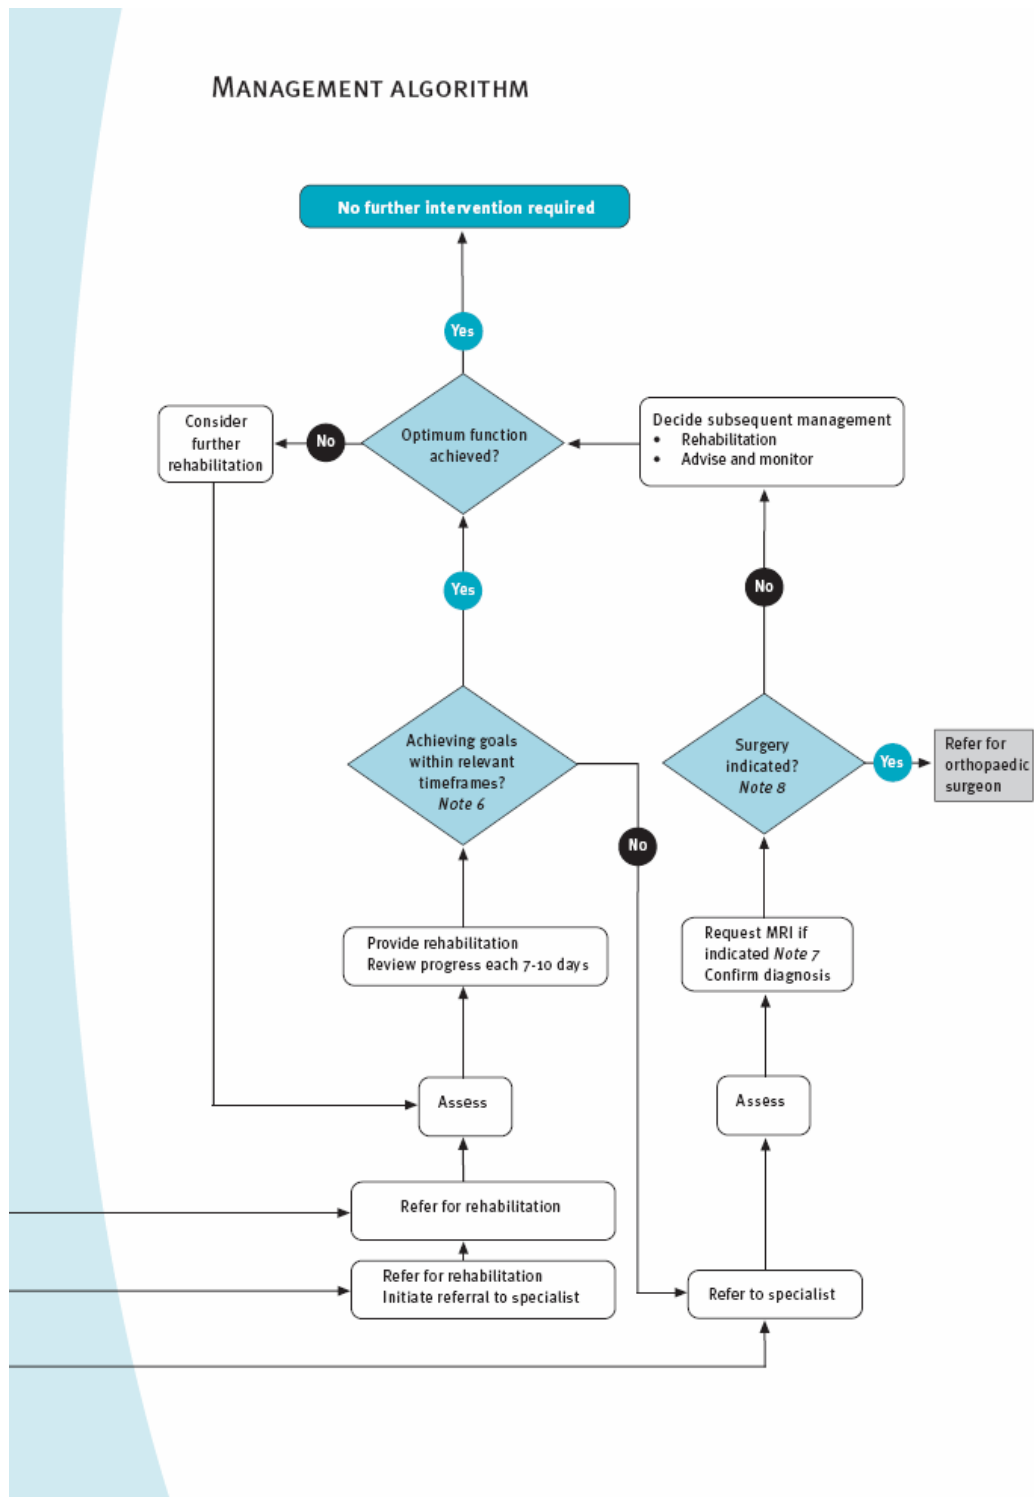 MANAGEMENT ALGORITHM
No further intervention required
Yes
Consider
further
rehabilitation
No
Optimum function
achieved?
Decide subsequent management
• Rehabilitation
• Advise and monitor
Yes
No
Achieving goals
within relevant
timeframes?
Note 6
Surgery
indicated?
Note 8
Yes
Refer for
orthopaedic
surgeon
No
Provide rehabilitation
Review progress each 7-10 days
Request MRI if
indicated Note 7
Confirm diagnosis
Assess
Assess
Refer for rehabilitation
Refer for rehabilitation
Initiate referral to specialist
Refer to specialist